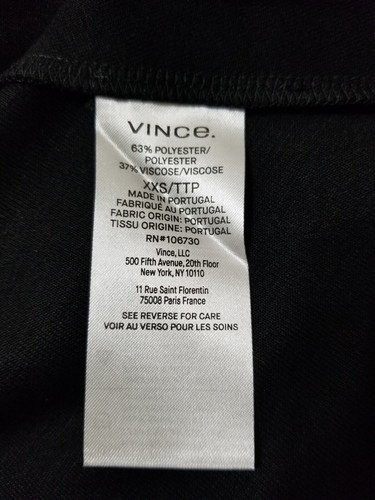 VINCE.
63% POLYESTER/
POLYESTER
37% VISCOSE/VISCOSE
XXS/TTP
MADE IN PORTUGAL
FABRIQUÉ AU PORTUGAL
FABRIC ORIGIN: PORTUGAL
TISSU ORIGINE: PORTUGAL
RN#106730
Vince, LLC
500 Fifth Avenue, 20th Floor
New York, NY 10110
11 Rue Saint Florentin
75008 Paris France
SEE REVERSE FOR CARE
VOIR AU VERSO POUR LES SOINS